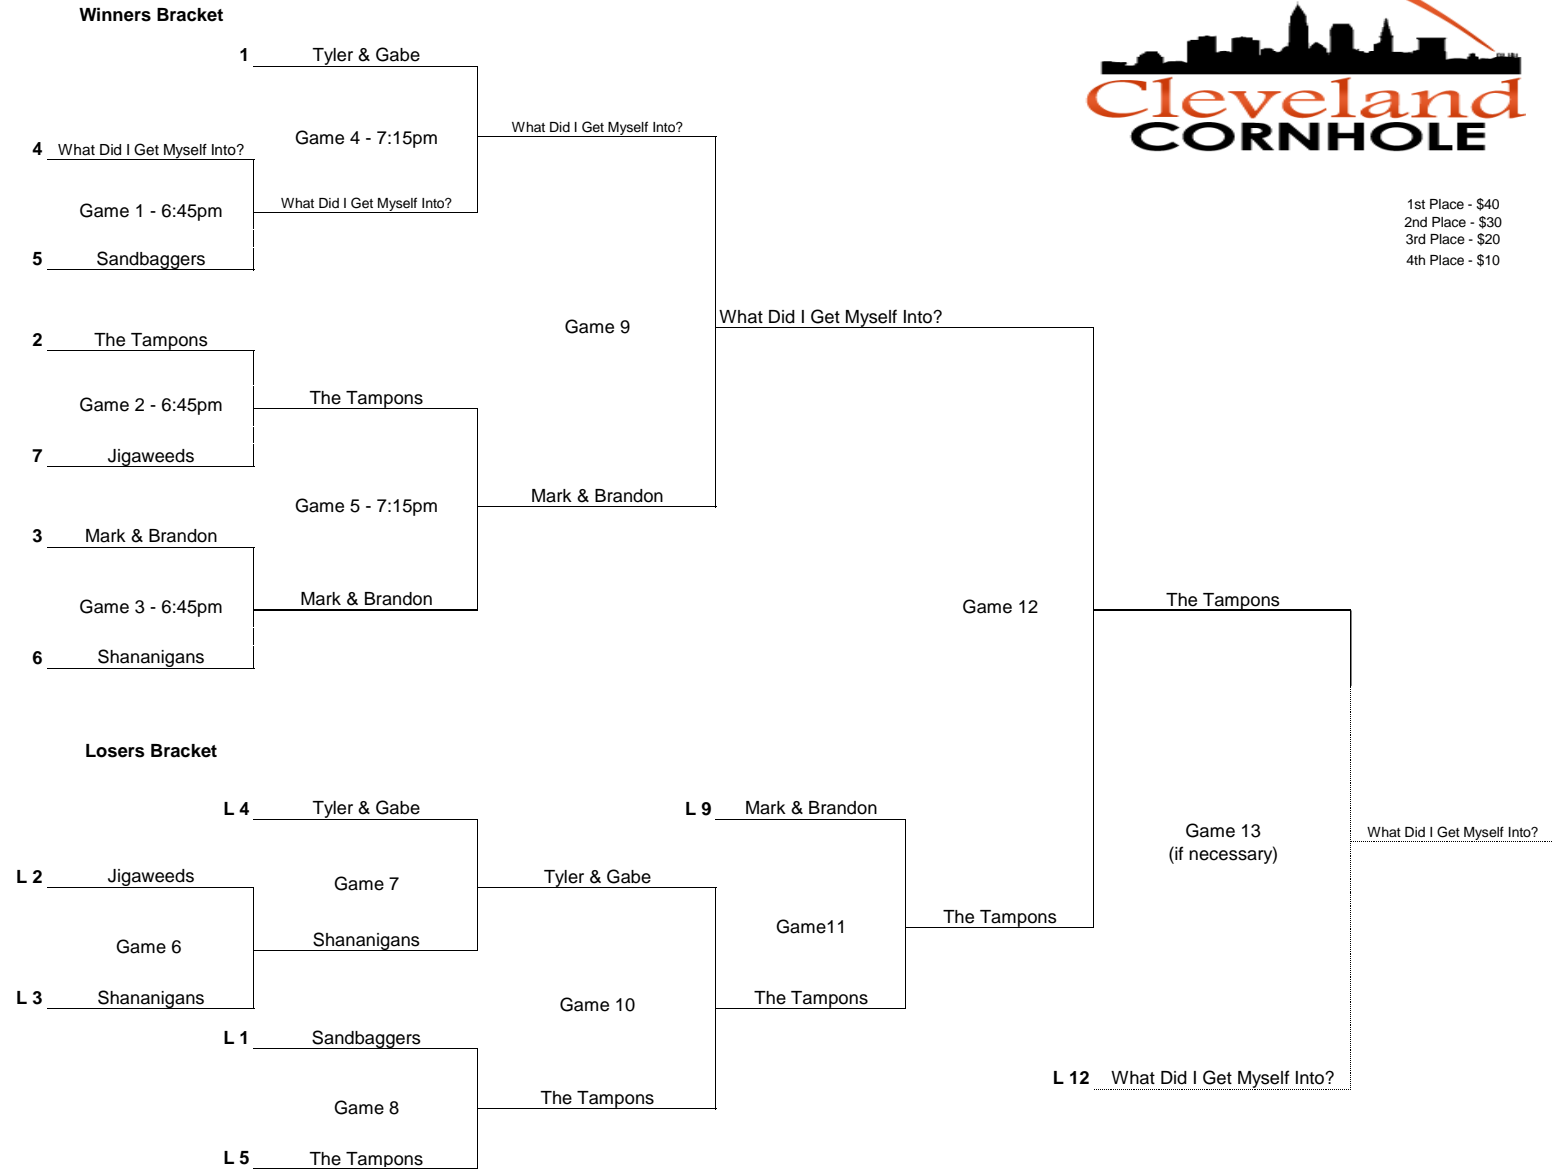 Winners Bracket
1 Tyler & Gabe
Cleveland
CORNHOLE
Game 4 - 7:15pm
What Did I Get Myself Into?
4 What Did I Get Myself Into?
Game 1 - 6:45pm
What Did I Get Myself Into?
1st Place - $40
2nd Place - $30
3rd Place - $20
4th Place - $10
5 Sandbaggers
Game 9
What Did I Get Myself Into?
2 The Tampons
Game 2 - 6:45pm
The Tampons
7 Jigaweeds
Game 5 - 7:15pm
Mark & Brandon
3 Mark & Brandon
Game 3 - 6:45pm
Mark & Brandon
Game 12
The Tampons
6 Shananigans
Losers Bracket
L 4 Tyler & Gabe
L 9 Mark & Brandon
Game 13
(if necessary)
What Did I Get Myself Into?
L 2 Jigaweeds
Game 7
Tyler & Gabe
Game11
The Tampons
Game 6
Shananigans
L 3 Shananigans
Game 10
The Tampons
L 1 Sandbaggers
L 12 What Did I Get Myself Into?
Game 8
The Tampons
L 5 The Tampons